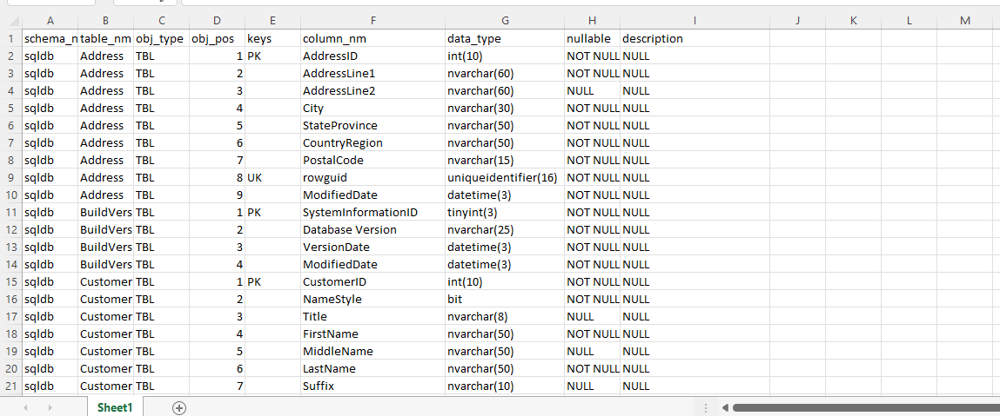 A B C D E F G H I J K L M
1 schema_n table_nm obj_type obj_pos keys column_nm data_type nullable description
2 sqldb Address TBL 1 PK AddressID int(10) NOT NULL NULL
3 sqldb Address TBL 2 AddressLine1 nvarchar(60) NOT NULL NULL
4 sqldb Address TBL 3 AddressLine2 nvarchar(60) NULL NULL
5 sqldb Address TBL 4 City nvarchar(30) NOT NULL NULL
6 sqldb Address TBL 5 StateProvince nvarchar(50) NOT NULL NULL
7 sqldb Address TBL 6 CountryRegion nvarchar(50) NOT NULL NULL
8 sqldb Address TBL 7 PostalCode nvarchar(15) NOT NULL NULL
9 sqldb Address TBL 8 UK rowguid uniqueidentifier(16) NOT NULL NULL
10 sqldb Address TBL 9 ModifiedDate datetime(3) NOT NULL NULL
11 sqldb BuildVers TBL 1 PK SystemInformationID tinyint(3) NOT NULL NULL
12 sqldb BuildVers TBL 2 Database Version nvarchar(25) NOT NULL NULL
13 sqldb BuildVers TBL 3 VersionDate datetime(3) NOT NULL NULL
14 sqldb BuildVers TBL 4 ModifiedDate datetime(3) NOT NULL NULL
15 sqldb Customer TBL 1 PK CustomerID int(10) NOT NULL NULL
16 sqldb Customer TBL 2 NameStyle bit NOT NULL NULL
17 sqldb Customer TBL 3 Title nvarchar(8) NULL NULL
18 sqldb Customer TBL 4 FirstName nvarchar(50) NOT NULL NULL
19 sqldb Customer TBL 5 MiddleName nvarchar(50) NULL NULL
20 sqldb Customer TBL 6 LastName nvarchar(50) NOT NULL NULL
21 sqldb Customer TBL 7 Suffix nvarchar(10) NULL NULL
Sheet1